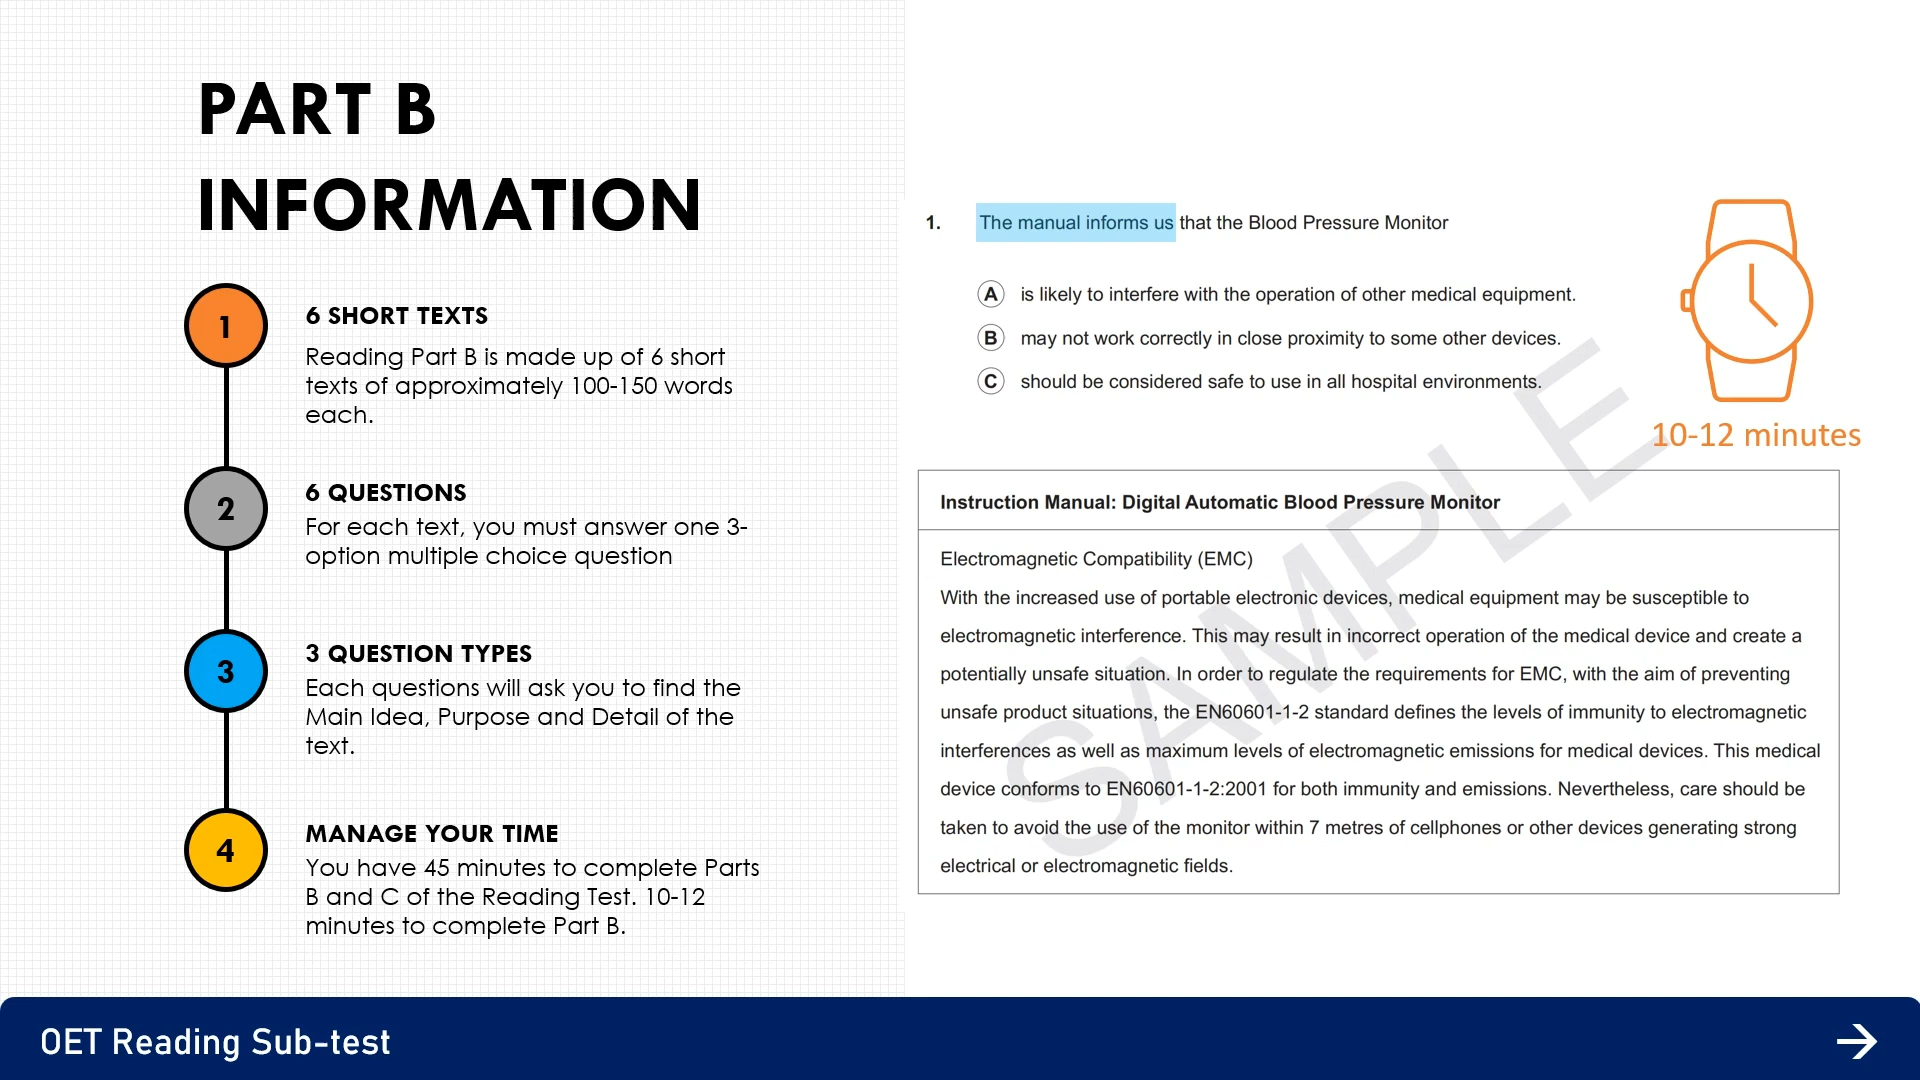 PART B
INFORMATION
1
6 SHORT TEXTS
Reading Part B is made up of 6 short
texts of approximately 100-150 words
each.
2
6 QUESTIONS
For each text, you must answer one 3-
option multiple choice question
3
3 QUESTION TYPES
Each questions will ask you to find the
Main Idea, Purpose and Detail of the
text.
4
MANAGE YOUR TIME
You have 45 minutes to complete Parts
B and C of the Reading Test. 10-12
minutes to complete Part B.
1. The manual informs us that the Blood Pressure Monitor
A is likely to interfere with the operation of other medical equipment.
B may not work correctly in close proximity to some other devices.
C should be considered safe to use in all hospital environments.
10-12 minutes
SAMPLE
Instruction Manual: Digital Automatic Blood Pressure Monitor
Electromagnetic Compatibility (EMC)
With the increased use of portable electronic devices, medical equipment may be susceptible to
electromagnetic interference. This may result in incorrect operation of the medical device and create a
potentially unsafe situation. In order to regulate the requirements for EMC, with the aim of preventing
unsafe product situations, the EN60601-1-2 standard defines the levels of immunity to electromagnetic
interferences as well as maximum levels of electromagnetic emissions for medical devices. This medical
device conforms to EN60601-1-2:2001 for both immunity and emissions. Nevertheless, care should be
taken to avoid the use of the monitor within 7 metres of cellphones or other devices generating strong
electrical or electromagnetic fields.
OET Reading Sub-test